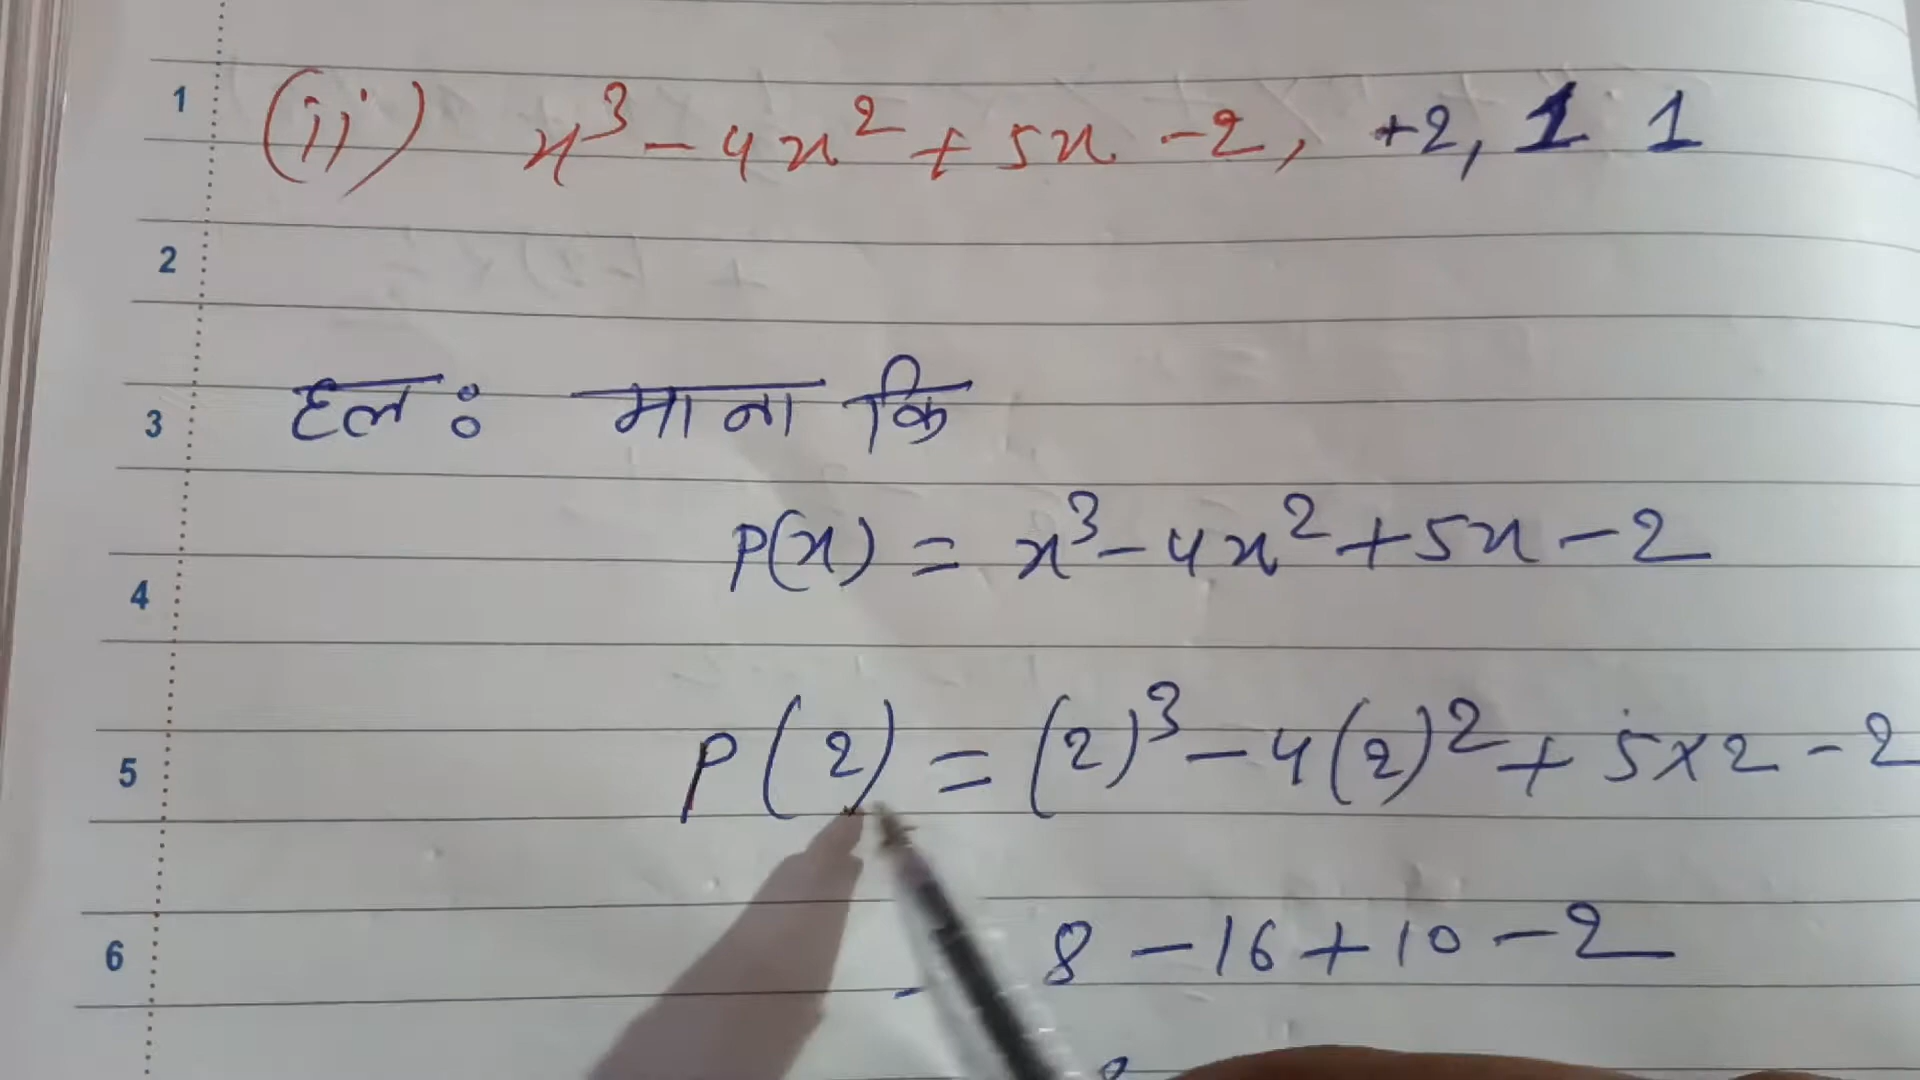 1 (ii) x³ - 4x² + 5x - 2, +2, 1 1
2
3 हल : माना कि
P(x) = x³ - 4x² + 5x - 2
4
5 P(2) = (2)³ - 4(2)² + 5×2 - 2
6 8 - 16 + 10 - 2